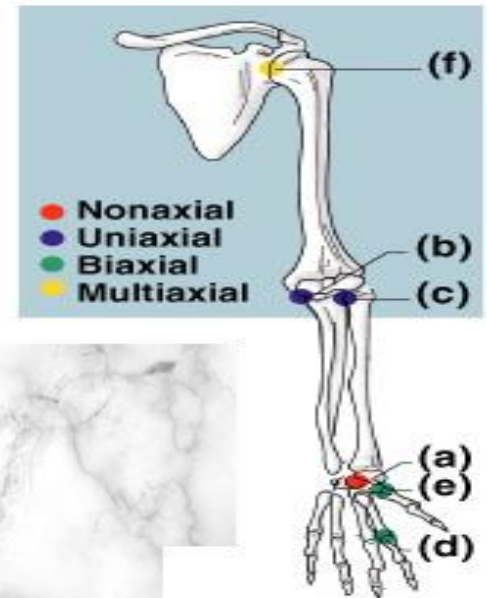 (f)
Nonaxial
Uniaxial
Biaxial
Multiaxial
(b)
(c)
(a)
(e)
(d)